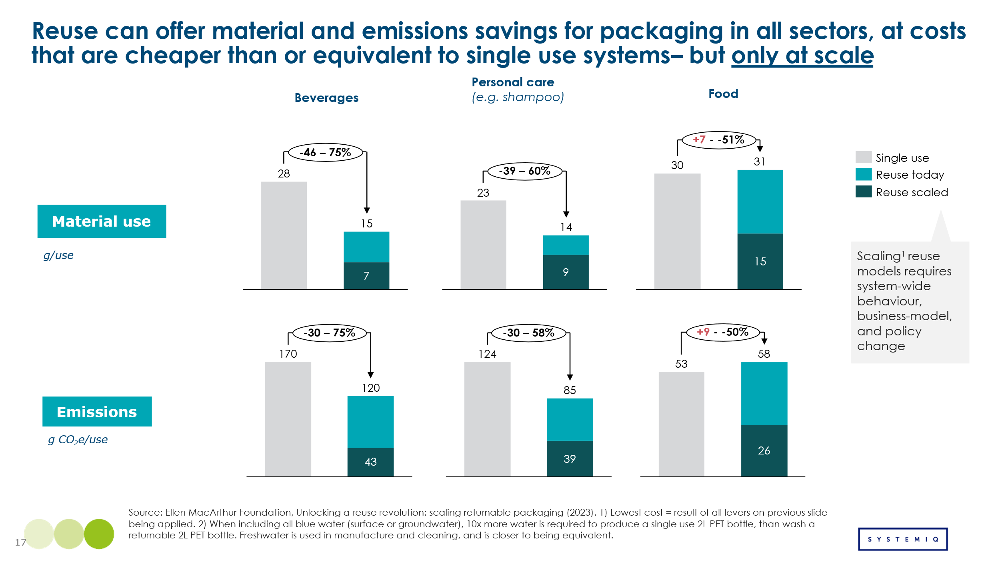 Reuse can offer material and emissions savings for packaging in all sectors, at costs
that are cheaper than or equivalent to single use systems– but only at scale
Beverages
Personal care
(e.g. shampoo)
Food
Material use
g/use
-46 – 75%
28
15
7
-39 – 60%
23
14
9
+7 - -51%
30
31
15
Single use
Reuse today
Reuse scaled
Scaling¹ reuse
models requires
system-wide
behaviour,
business-model,
and policy
change
Emissions
g CO₂e/use
-30 – 75%
170
120
43
-30 – 58%
124
85
39
+9 - -50%
53
58
26
Source: Ellen MacArthur Foundation, Unlocking a reuse revolution: scaling returnable packaging (2023). 1) Lowest cost = result of all levers on previous slide
being applied. 2) When including all blue water (surface or groundwater), 10x more water is required to produce a single use 2L PET bottle, than wash a
returnable 2L PET bottle. Freshwater is used in manufacture and cleaning, and is closer to being equivalent.
17
SYSTEMIQ